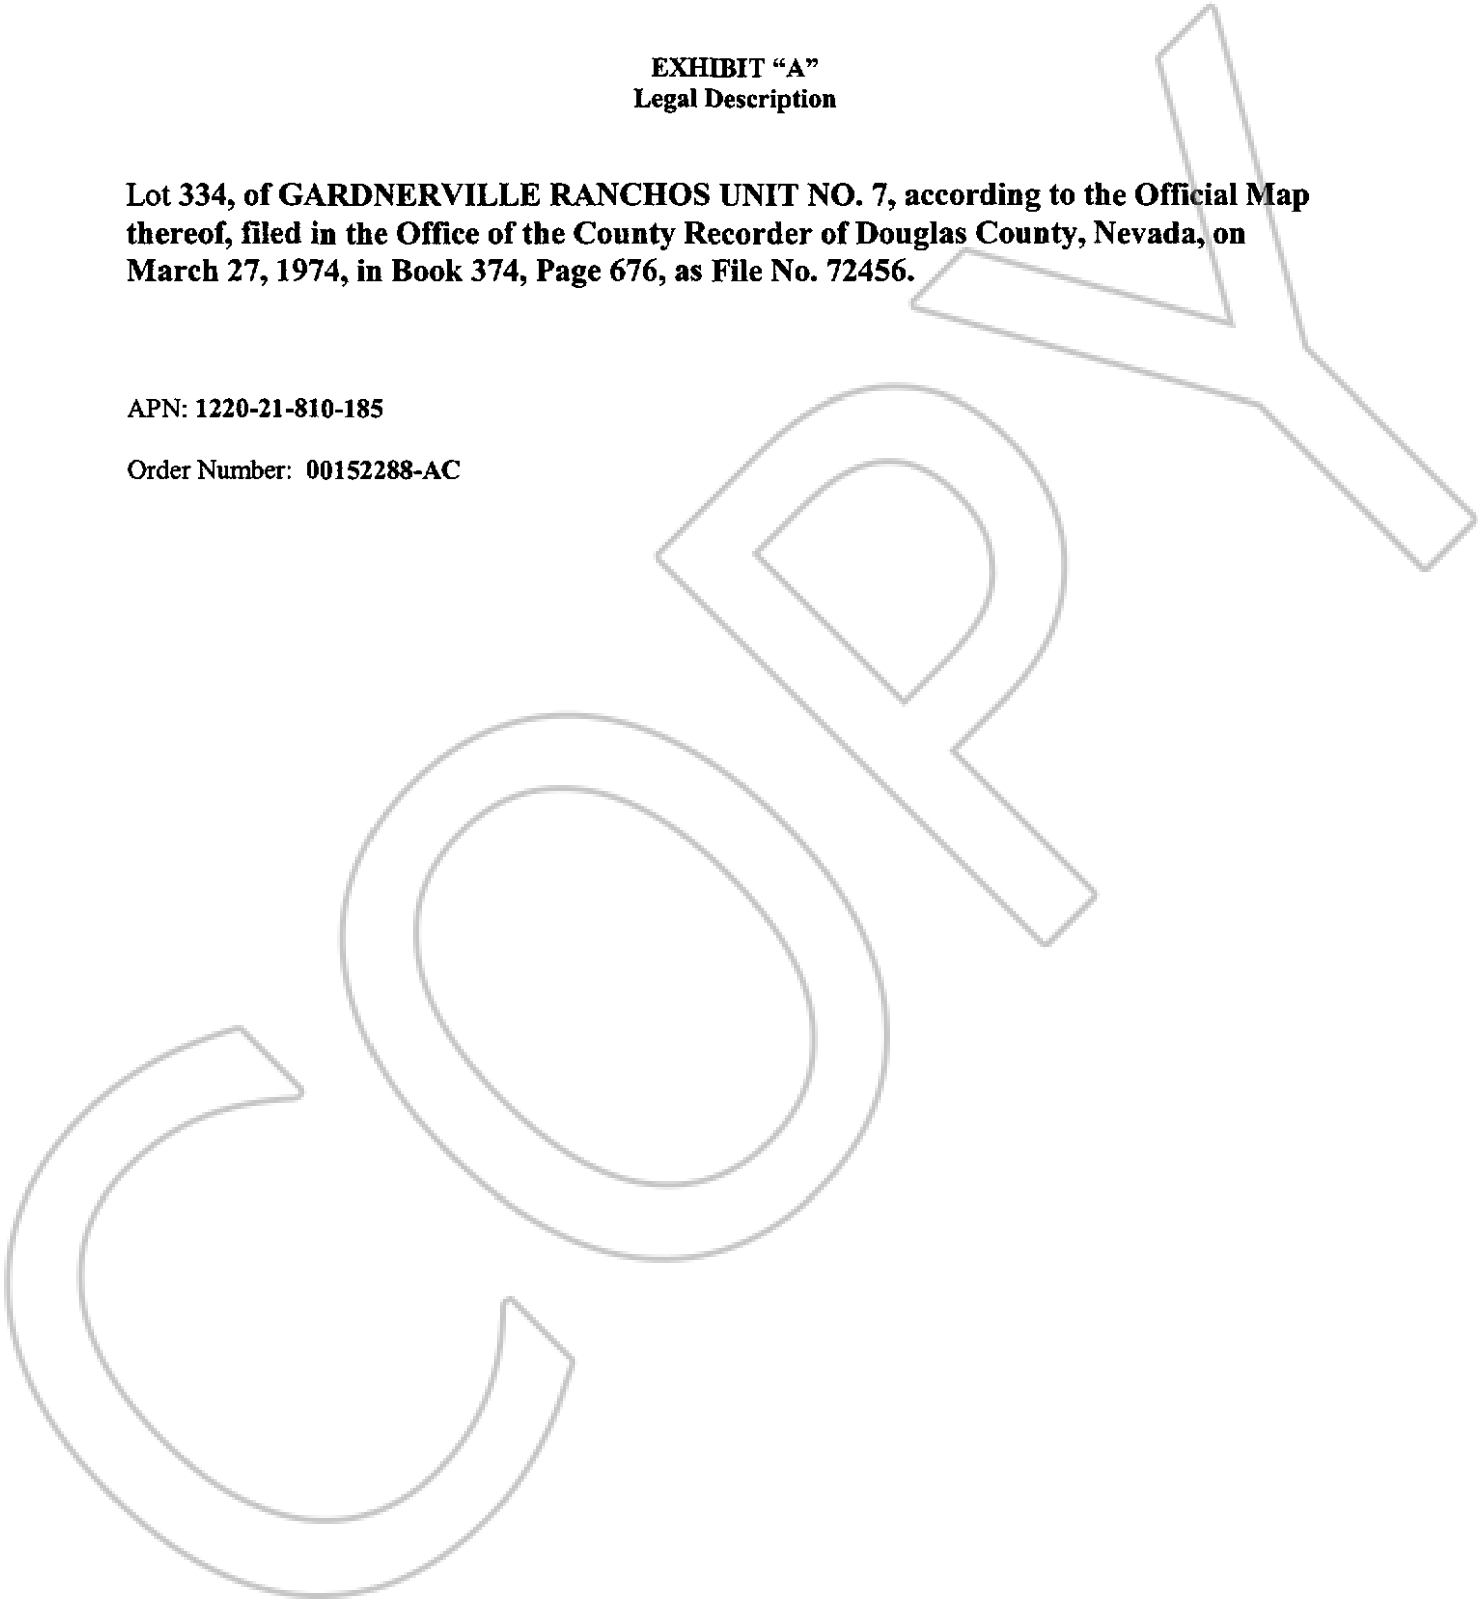 EXHIBIT “A”
Legal Description
Lot 334, of GARDNERVILLE RANCHOS UNIT NO. 7, according to the Official Map
thereof, filed in the Office of the County Recorder of Douglas County, Nevada, on
March 27, 1974, in Book 374, Page 676, as File No. 72456.
APN: 1220-21-810-185
Order Number: 00152288-AC
COPY